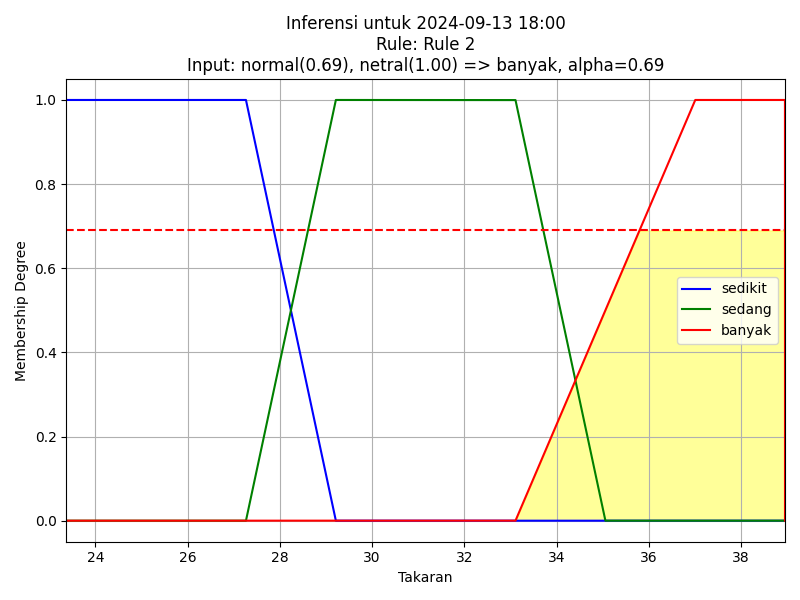 Inferensi untuk 2024-09-13 18:00
Rule: Rule 2
Input: normal(0.69), netral(1.00) => banyak, alpha=0.69
Membership Degree
1.0
0.8
0.6
0.4
0.2
0.0
sedikit
sedang
banyak
24 26 28 30 32 34 36 38
Takaran